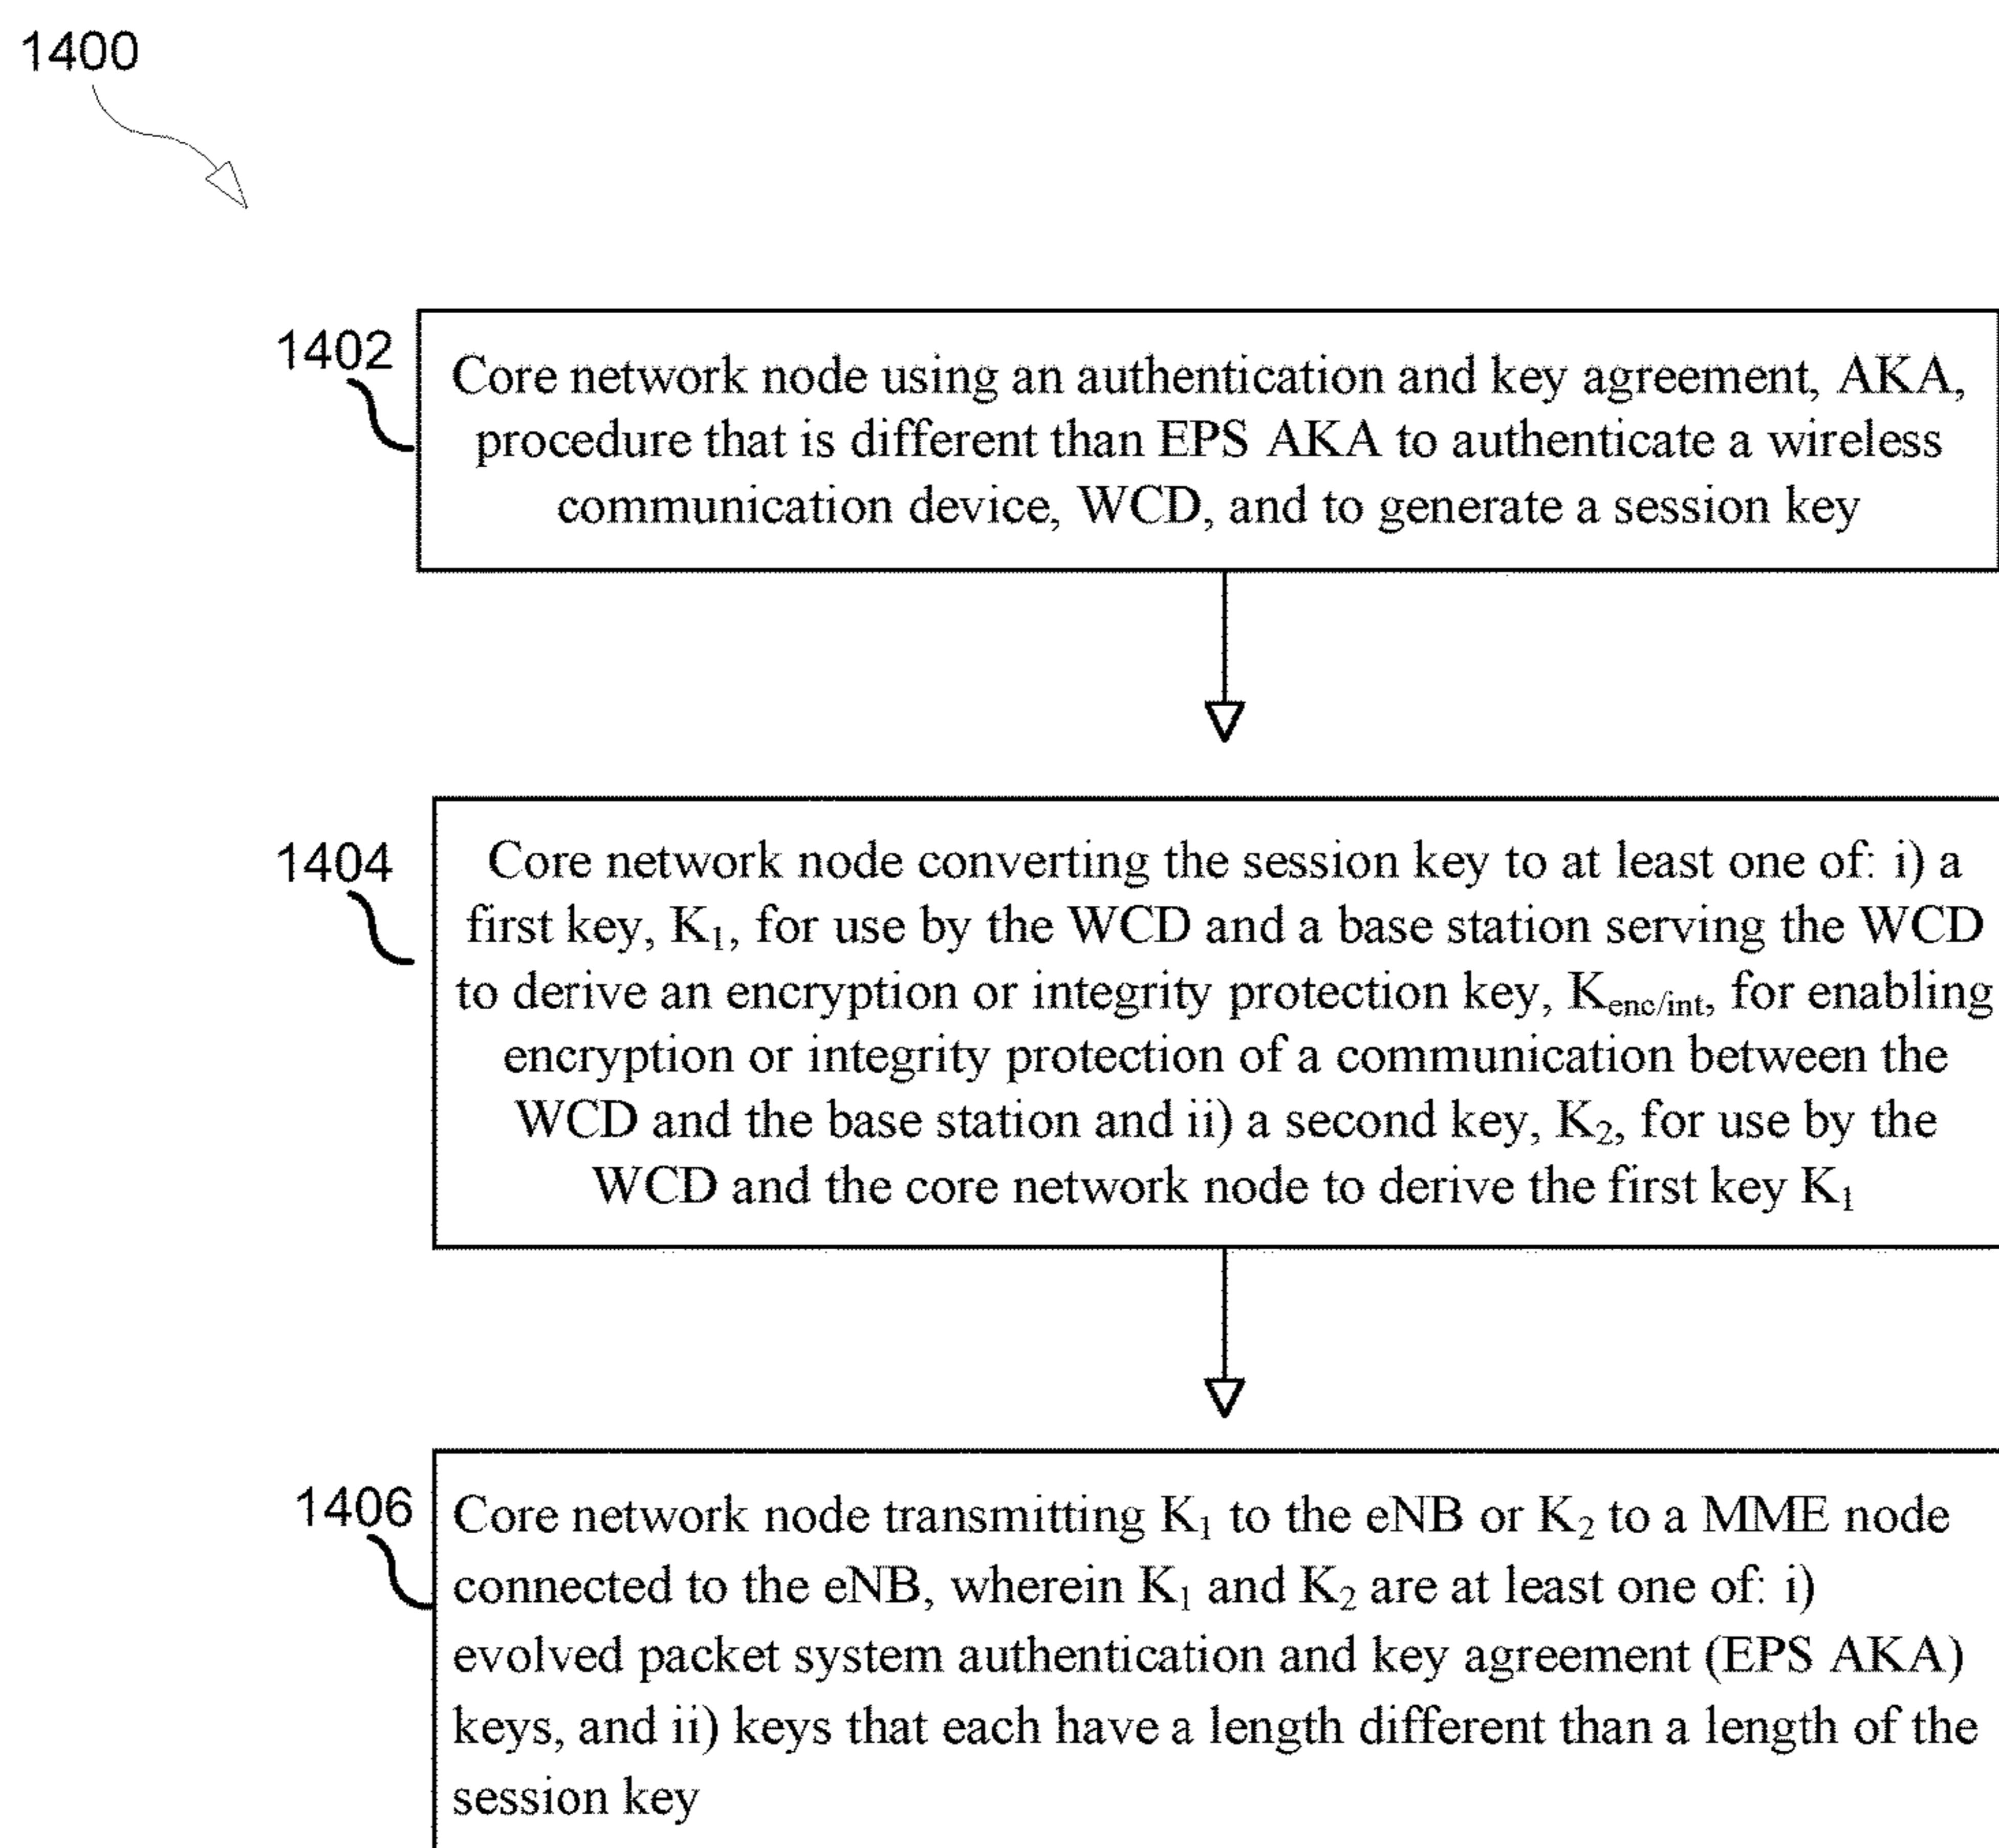 1400
1402
Core network node using an authentication and key agreement, AKA,
procedure that is different than EPS AKA to authenticate a wireless
communication device, WCD, and to generate a session key
1404
Core network node converting the session key to at least one of: i) a
first key, K₁, for use by the WCD and a base station serving the WCD
to derive an encryption or integrity protection key, Kenc/int, for enabling
encryption or integrity protection of a communication between the
WCD and the base station and ii) a second key, K₂, for use by the
WCD and the core network node to derive the first key K₁
1406
Core network node transmitting K₁ to the eNB or K₂ to a MME node
connected to the eNB, wherein K₁ and K₂ are at least one of: i)
evolved packet system authentication and key agreement (EPS AKA)
keys, and ii) keys that each have a length different than a length of the
session key